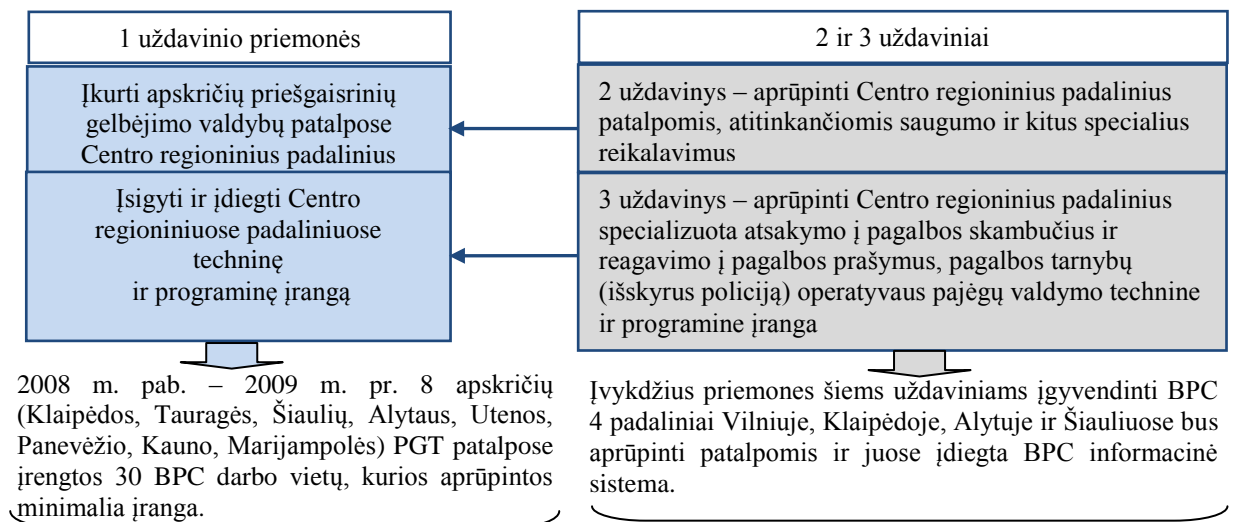 1 uždavinio priemonės
Įkurti apskričių priešgaisrinių
gelbėjimo valdybų patalpose
Centro regioninius padalinius
Įsigyti ir įdiegti Centro
regioniniuose padaliniuose
techninę
ir programinę įrangą
2008 m. pab. – 2009 m. pr. 8 apskričių
(Klaipėdos, Tauragės, Šiaulių, Alytaus, Utenos,
Panevėžio, Kauno, Marijampolės) PGT patalpose
įrengtos 30 BPC darbo vietų, kurios aprūpintos
minimalia įranga.
2 ir 3 uždaviniai
2 uždavinys – aprūpinti Centro regioninius padalinius
patalpomis, atitinkančiomis saugumo ir kitus specialius
reikalavimus
3 uždavinys – aprūpinti Centro regioninius padalinius
specializuota atsakymo į pagalbos skambučius ir
reagavimo į pagalbos prašymus, pagalbos tarnybų
(išskyrus policiją) operatyvaus pajėgų valdymo technine
ir programine įranga
Įvykdžius priemones šiems uždaviniams įgyvendinti BPC
4 padaliniai Vilniuje, Klaipėdoje, Alytuje ir Šiauliuose bus
aprūpinti patalpomis ir juose įdiegta BPC informacinė
sistema.